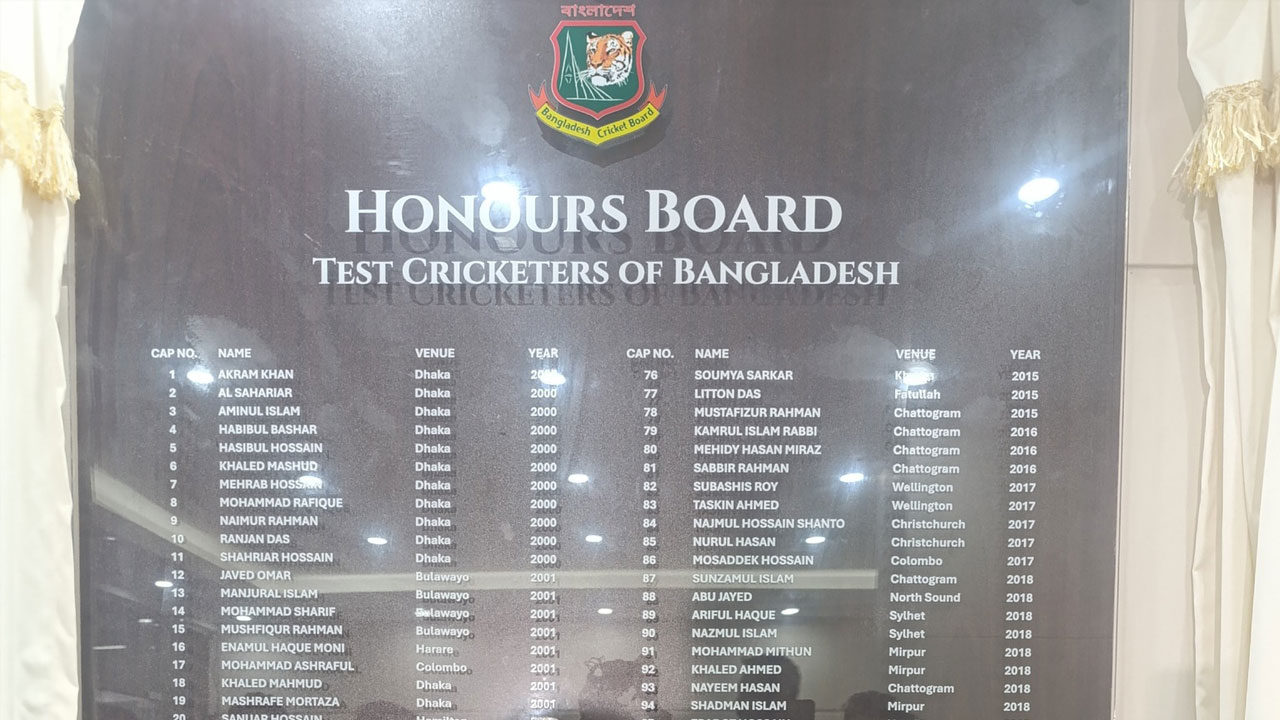 বাংলাদেশ
Bangladesh Cricket Board
HONOURS BOARD
TEST CRICKETERS OF BANGLADESH
CAP NO. NAME VENUE YEAR CAP NO. NAME VENUE YEAR
1 AKRAM KHAN Dhaka 76 SOUMYA SARKAR 2015
2 AL SAHARIAR Dhaka 2000 77 LITTON DAS Fatullah 2015
3 AMINUL ISLAM Dhaka 2000 78 MUSTAFIZUR RAHMAN Chattogram 2015
4 HABIBUL BASHAR Dhaka 2000 79 KAMRUL ISLAM RABBI Chattogram 2016
5 HASIBUL HOSSAIN Dhaka 2000 80 MEHIDY HASAN MIRAZ Chattogram 2016
6 KHALED MASHUD Dhaka 2000 81 SABBIR RAHMAN Chattogram 2016
7 MEHRAB HOSSAIN Dhaka 2000 82 SUBASHIS ROY Wellington 2017
8 MOHAMMAD RAFIQUE Dhaka 2000 83 TASKIN AHMED Wellington 2017
9 NAIMUR RAHMAN Dhaka 2000 84 NAJMUL HOSSAIN SHANTO Christchurch 2017
10 RANJAN DAS Dhaka 2000 85 NURUL HASAN Christchurch 2017
11 SHAHRIAR HOSSAIN Dhaka 2000 86 MOSADDEK HOSSAIN Colombo 2017
12 JAVED OMAR Bulawayo 2001 87 SUNZAMUL ISLAM Chattogram 2018
13 MANJURAL ISLAM Bulawayo 2001 88 ABU JAYED North Sound 2018
14 MOHAMMAD SHARIF Bulawayo 2001 89 ARIFUL HAQUE Sylhet 2018
15 MUSHFIQUR RAHMAN Bulawayo 2001 90 NAZMUL ISLAM Sylhet 2018
16 ENAMUL HAQUE MONI Harare 2001 91 MOHAMMAD MITHUN Mirpur 2018
17 MOHAMMAD ASHRAFUL Colombo 2001 92 KHALED AHMED Mirpur 2018
18 KHALED MAHMUD Dhaka 2001 93 NAYEEM HASAN Chattogram 2018
19 MASHRAFE MORTAZA Dhaka 2001 94 SHADMAN ISLAM Mirpur 2018
20 SANUAR HOSSAIN Hamilton